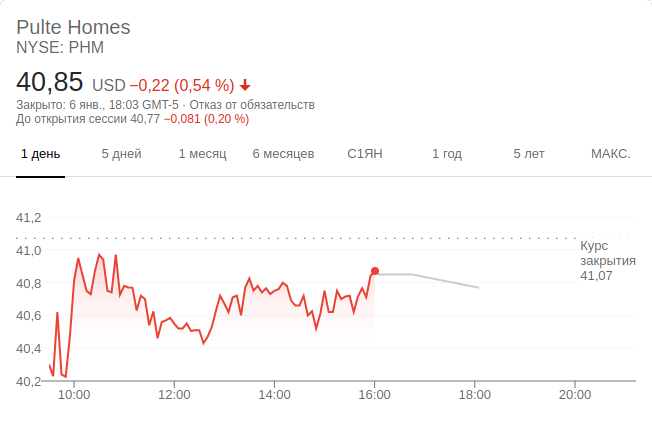 Pulte Homes
NYSE: PHM
40,85 USD −0,22 (0,54 %)
Закрыто: 6 янв., 18:03 GMT-5 · Отказ от обязательств
До открытия сессии 40,77 −0,081 (0,20 %)
1 день 5 дней 1 месяц 6 месяцев С1ЯН 1 год 5 лет МАКС.
41,2
41,0
40,8
40,6
40,4
40,2
Курс
закрытия
41,07
10:00 12:00 14:00 16:00 18:00 20:00